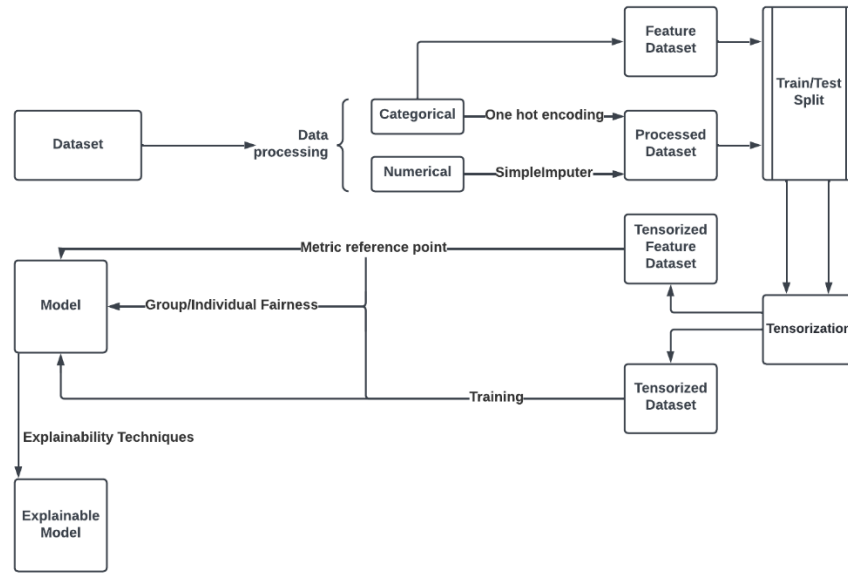 Feature
Dataset
Train/Test
Split
Categorical
One hot encoding
Dataset
Data
processing
Processed
Dataset
Numerical
SimpleImputer
Tensorized
Feature
Dataset
Metric reference point
Model
Group/Individual Fairness
Tensorization
Tensorized
Dataset
Training
Explainability Techniques
Explainable
Model